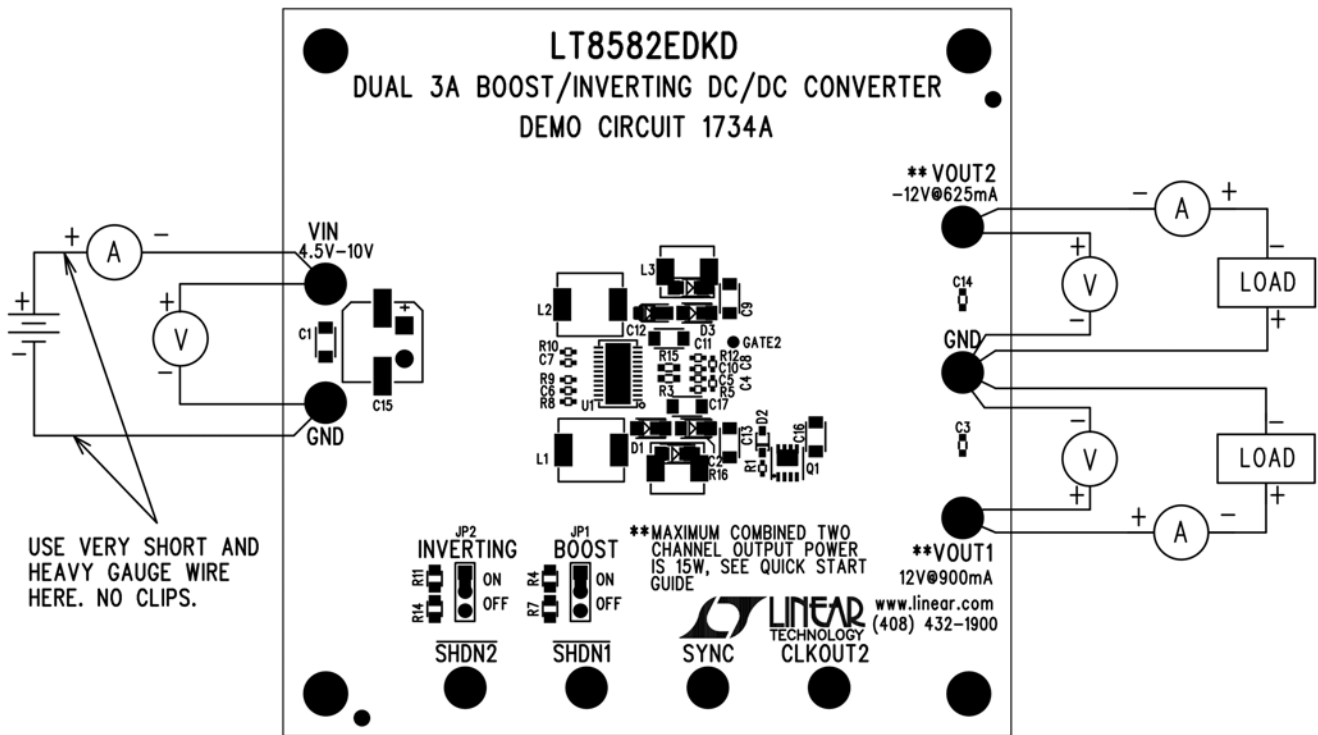 LT8582EDKD
DUAL 3A BOOST/INVERTING DC/DC CONVERTER
DEMO CIRCUIT 1734A
**VOUT2
-12V@625mA
- A +
+ A -
VIN
4.5V-10V
+ V -
+
-
C1
+
C15
GND
USE VERY SHORT AND
HEAVY GAUGE WIRE
HERE. NO CLIPS.
L3
L2
C9
C12
D3
C11
GATE2
R10
C7
R15
R12
C10
C8
R9
C6
R8
U1
R3
C5
R5
C4
C17
D1
L1
C2
R16
C13
D2
R1
C16
Q1
+ V -
C14
GND
-
LOAD
+
C3
- V +
-
LOAD
+
+ A -
**VOUT1
12V@900mA
JP2
INVERTING
R11
ON
R14
OFF
JP1
BOOST
R4
ON
R7
OFF
**MAXIMUM COMBINED TWO
CHANNEL OUTPUT POWER
IS 15W, SEE QUICK START
GUIDE
LINEAR
TECHNOLOGY
www.linear.com
(408) 432-1900
SHDN2
SHDN1
SYNC
CLKOUT2